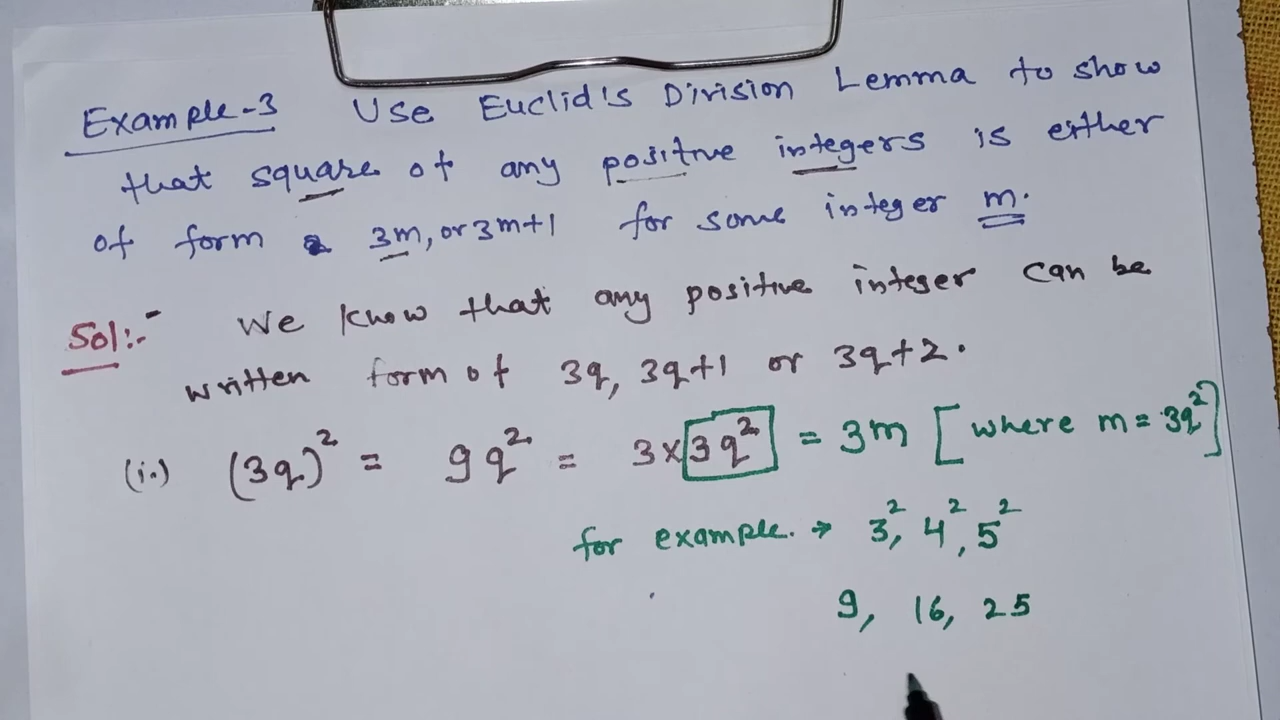 Example-3 Use Euclid's Division Lemma to show
that square of any positive integers is either
of form 3m, or 3m+1 for some integer m.
Sol:- We know that any positive integer can be
written form of 3q, 3q+1 or 3q+2.
(i.) (3q)² = 9q² = 3×3q² = 3m [where m = 3q²]
for example. → 3², 4², 5²
9, 16, 25